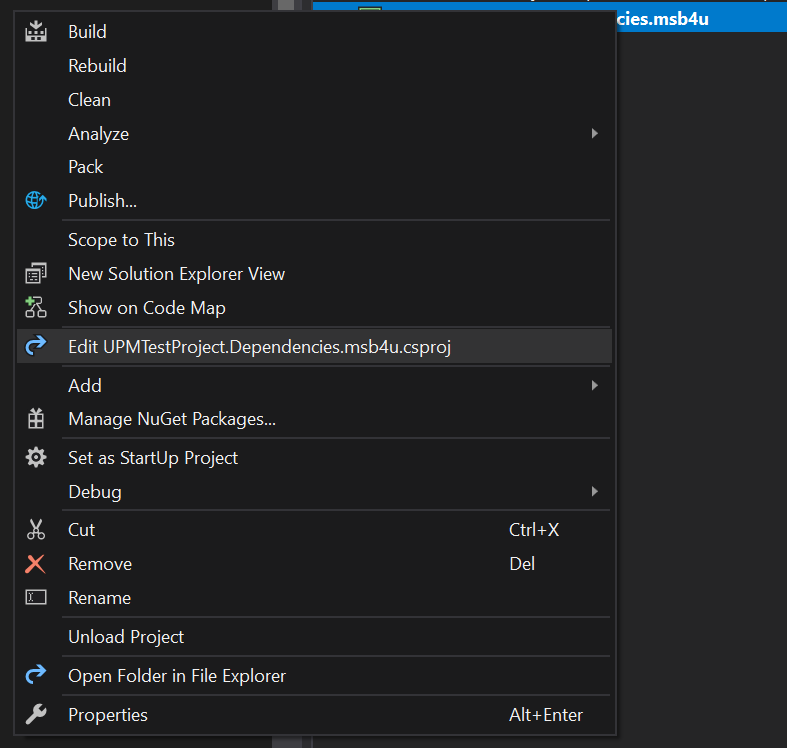 cies.msb4u
Build
Rebuild
Clean
Analyze
Pack
Publish...
Scope to This
New Solution Explorer View
Show on Code Map
Edit UPMTestProject.Dependencies.msb4u.csproj
Add
Manage NuGet Packages...
Set as StartUp Project
Debug
Cut Ctrl+X
Remove Del
Rename
Unload Project
Open Folder in File Explorer
Properties Alt+Enter